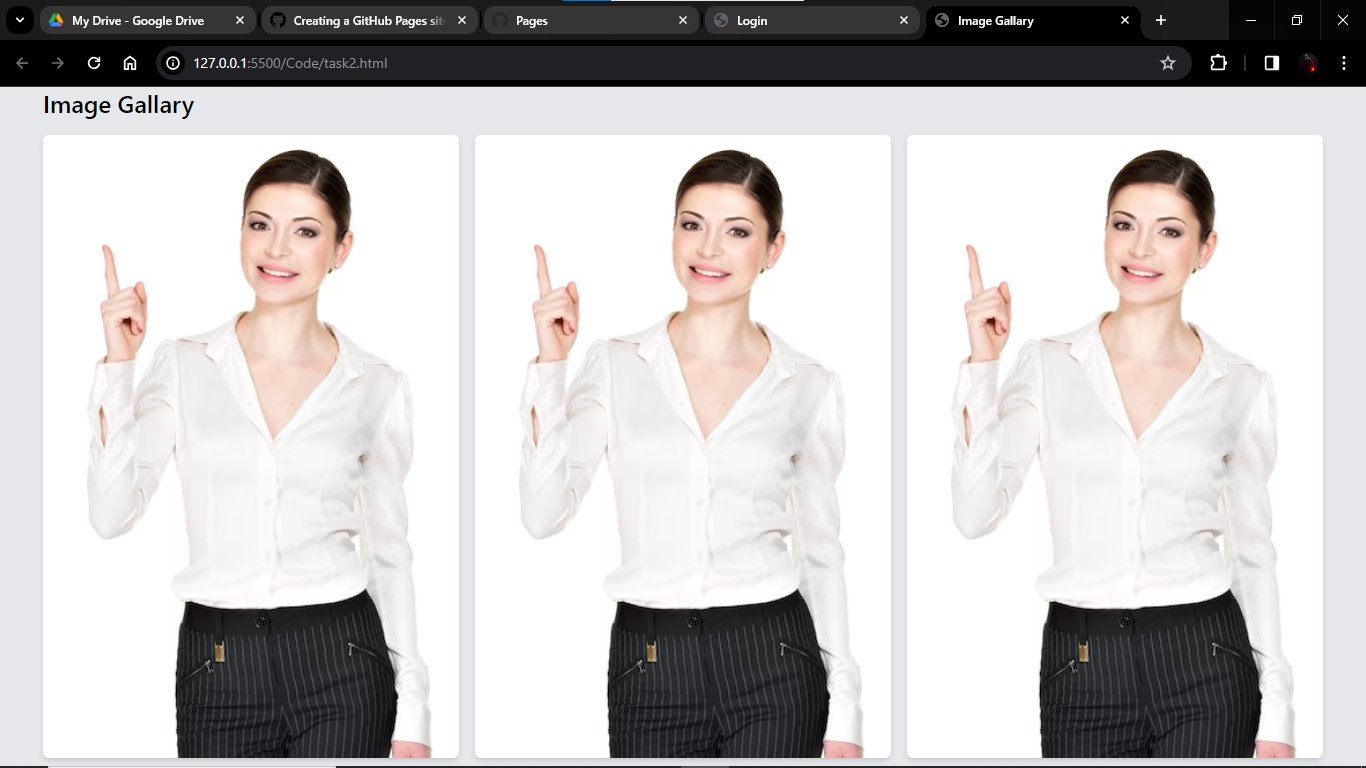 My Drive - Google Drive
Creating a GitHub Pages sit
Pages
Login
Image Gallary
127.0.0.1:5500/Code/task2.html
Image Gallary